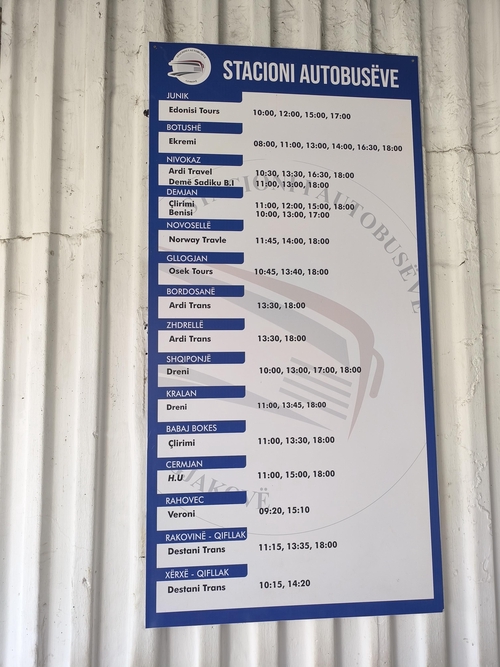 STACIONI AUTOBUSËVE
JUNIK
Edonisi Tours 10:00, 12:00, 15:00, 17:00
BOTUSHË
Ekremi 08:00, 11:00, 13:00, 14:00, 16:30, 18:00
NIVOKAZ
Ardi Travel 10:30, 13:30, 16:30, 18:00
Demë Sadiku B.I 11:00, 13:00, 18:00
DEMJAN
Çlirimi 11:00, 12:00, 15:00, 18:00
Benisi 10:00, 13:00, 17:00
NOVOSELLË
Norway Travle 11:45, 14:00, 18:00
GLLOGJAN
Osek Tours 10:45, 13:40, 18:00
BORDOSANË
Ardi Trans 13:30, 18:00
ZHDRELLË
Ardi Trans 13:30, 18:00
SHQIPONJË
Dreni 10:00, 13:00, 17:00, 18:00
KRALAN
Dreni 11:00, 13:45, 18:00
BABAJ BOKES
Çlirimi 11:00, 13:30, 18:00
CERMJAN
H.U 11:00, 15:00, 18:00
RAHOVEC
Veroni 09:20, 15:10
RAKOVINË - QIFLLAK
Destani Trans 11:15, 13:35, 18:00
XËRXË - QIFLLAK
Destani Trans 10:15, 14:20